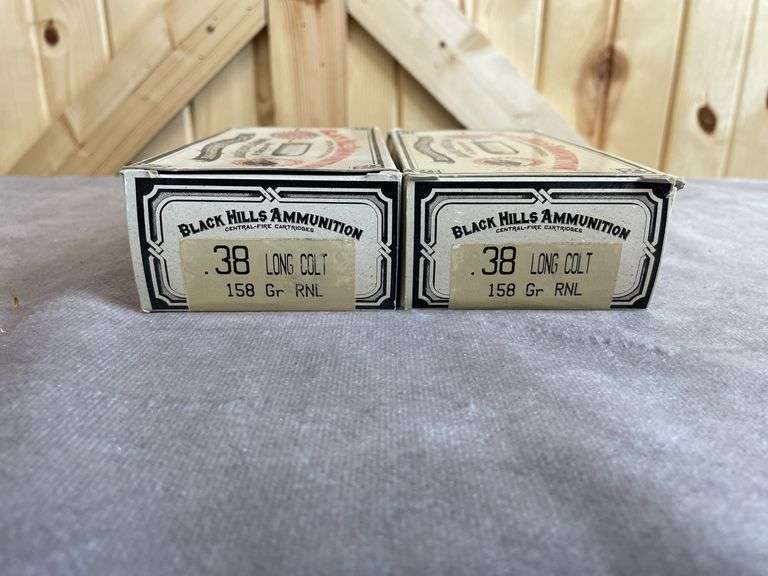 BLACK HILLS AMMUNITION
CENTRAL-FIRE CARTRIDGES
.38 LONG COLT
158 Gr RNL
BLACK HILLS AMMUNITION
CENTRAL-FIRE CARTRIDGES
.38 LONG COLT
158 Gr RNL